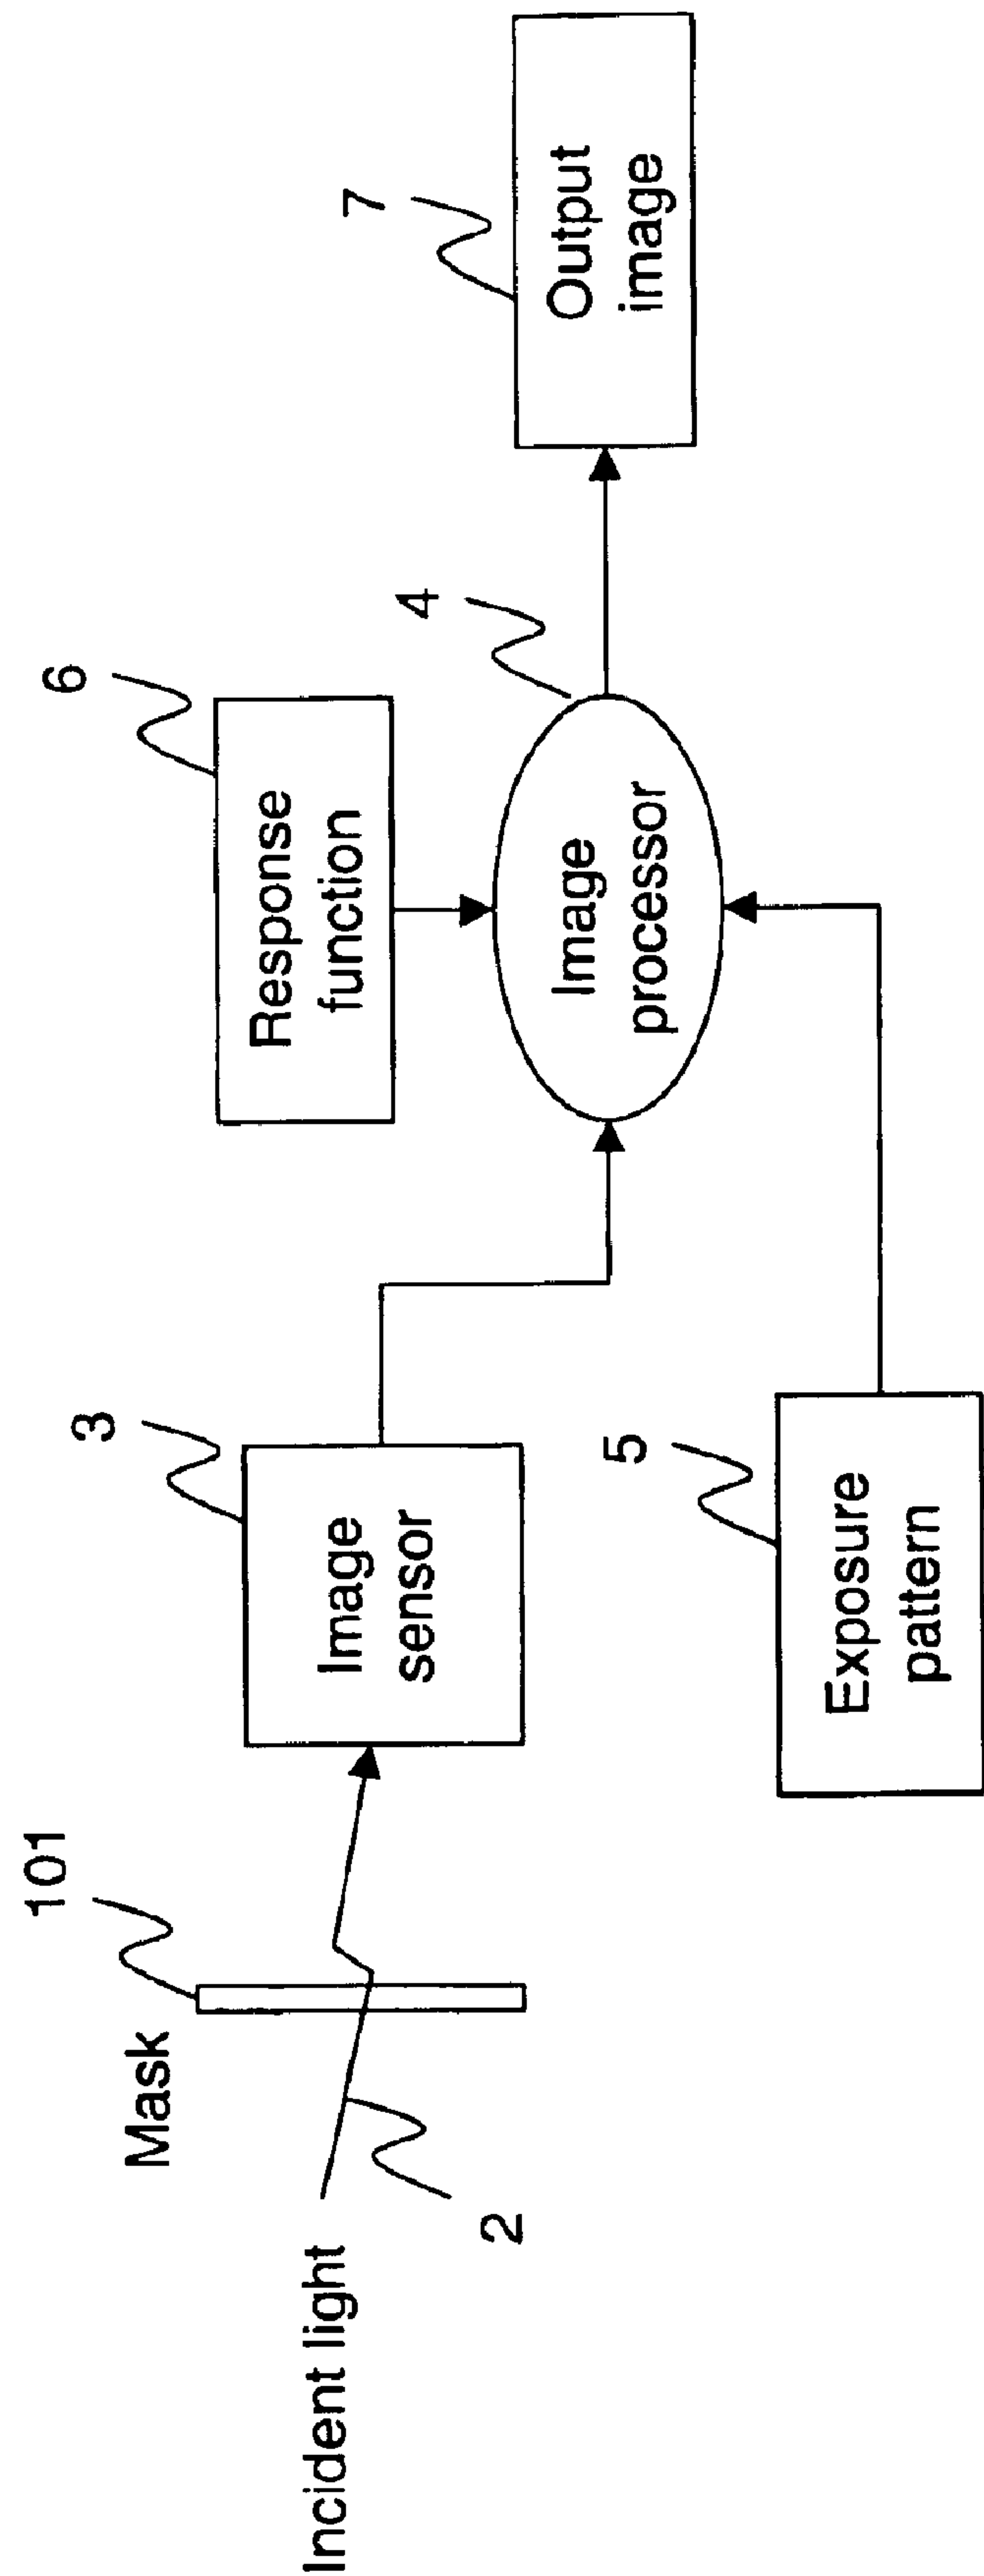 Incident light
2
Mask
101
Image
sensor
3
Exposure
pattern
5
Response
function
6
Image
processor
4
Output
image
7